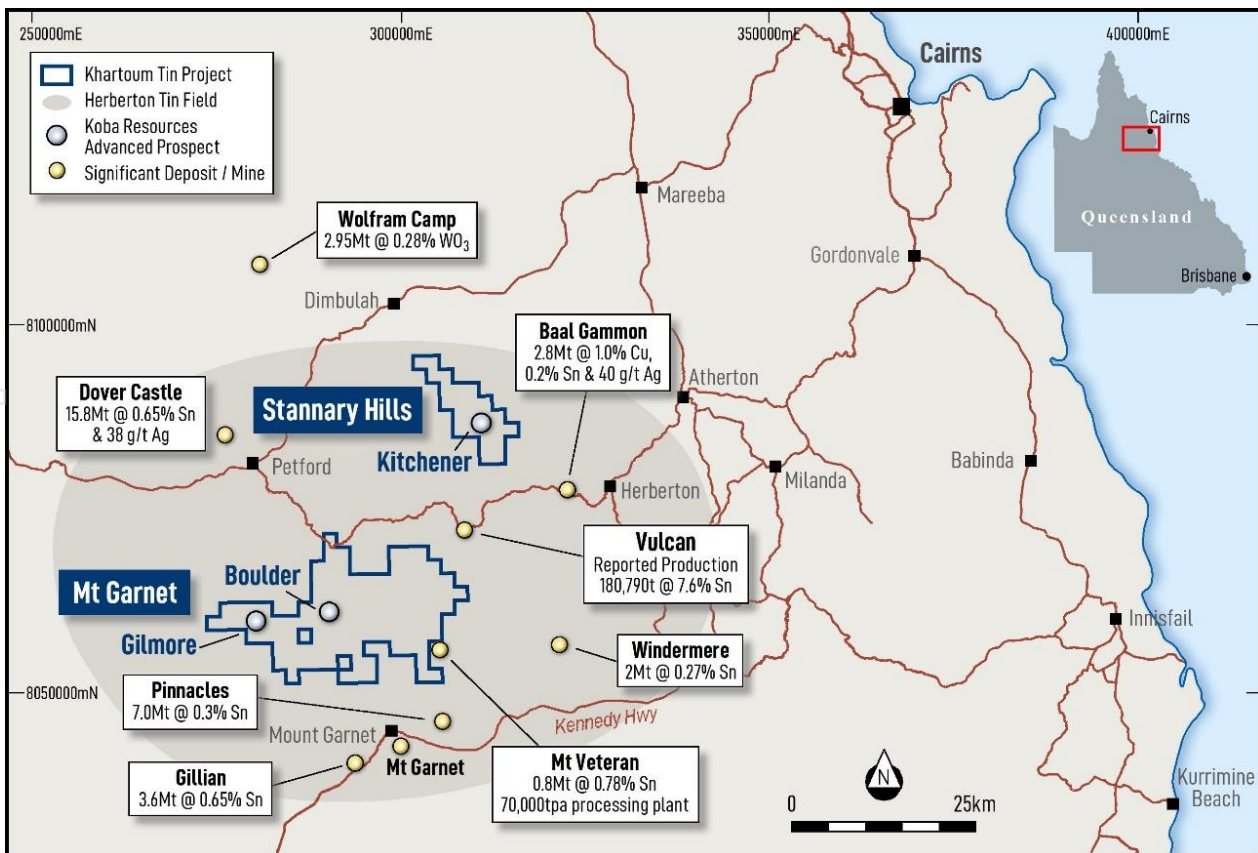 250000mE
300000mE
350000mE
400000mE
Khartoum Tin Project
Herberton Tin Field
Koba Resources
Advanced Prospect
Significant Deposit / Mine
Cairns
Cairns
Queensland
Brisbane
Mareeba
Wolfram Camp
2.95Mt @ 0.28% WO₃
Gordonvale
Dimbulah
8100000mN
Baal Gammon
2.8Mt @ 1.0% Cu,
0.2% Sn & 40 g/t Ag
Dover Castle
15.8Mt @ 0.65% Sn
& 38 g/t Ag
Stannary Hills
Atherton
Kitchener
Petford
Herberton
Milanda
Babinda
Vulcan
Reported Production
180,790t @ 7.6% Sn
Mt Garnet
Boulder
Gilmore
Innisfail
Windermere
2Mt @ 0.27% Sn
8050000mN
Pinnacles
7.0Mt @ 0.3% Sn
Kennedy Hwy
Mount Garnet
Mt Garnet
Mt Veteran
0.8Mt @ 0.78% Sn
70,000tpa processing plant
Gillian
3.6Mt @ 0.65% Sn
N
0
25km
Kurrimine
Beach